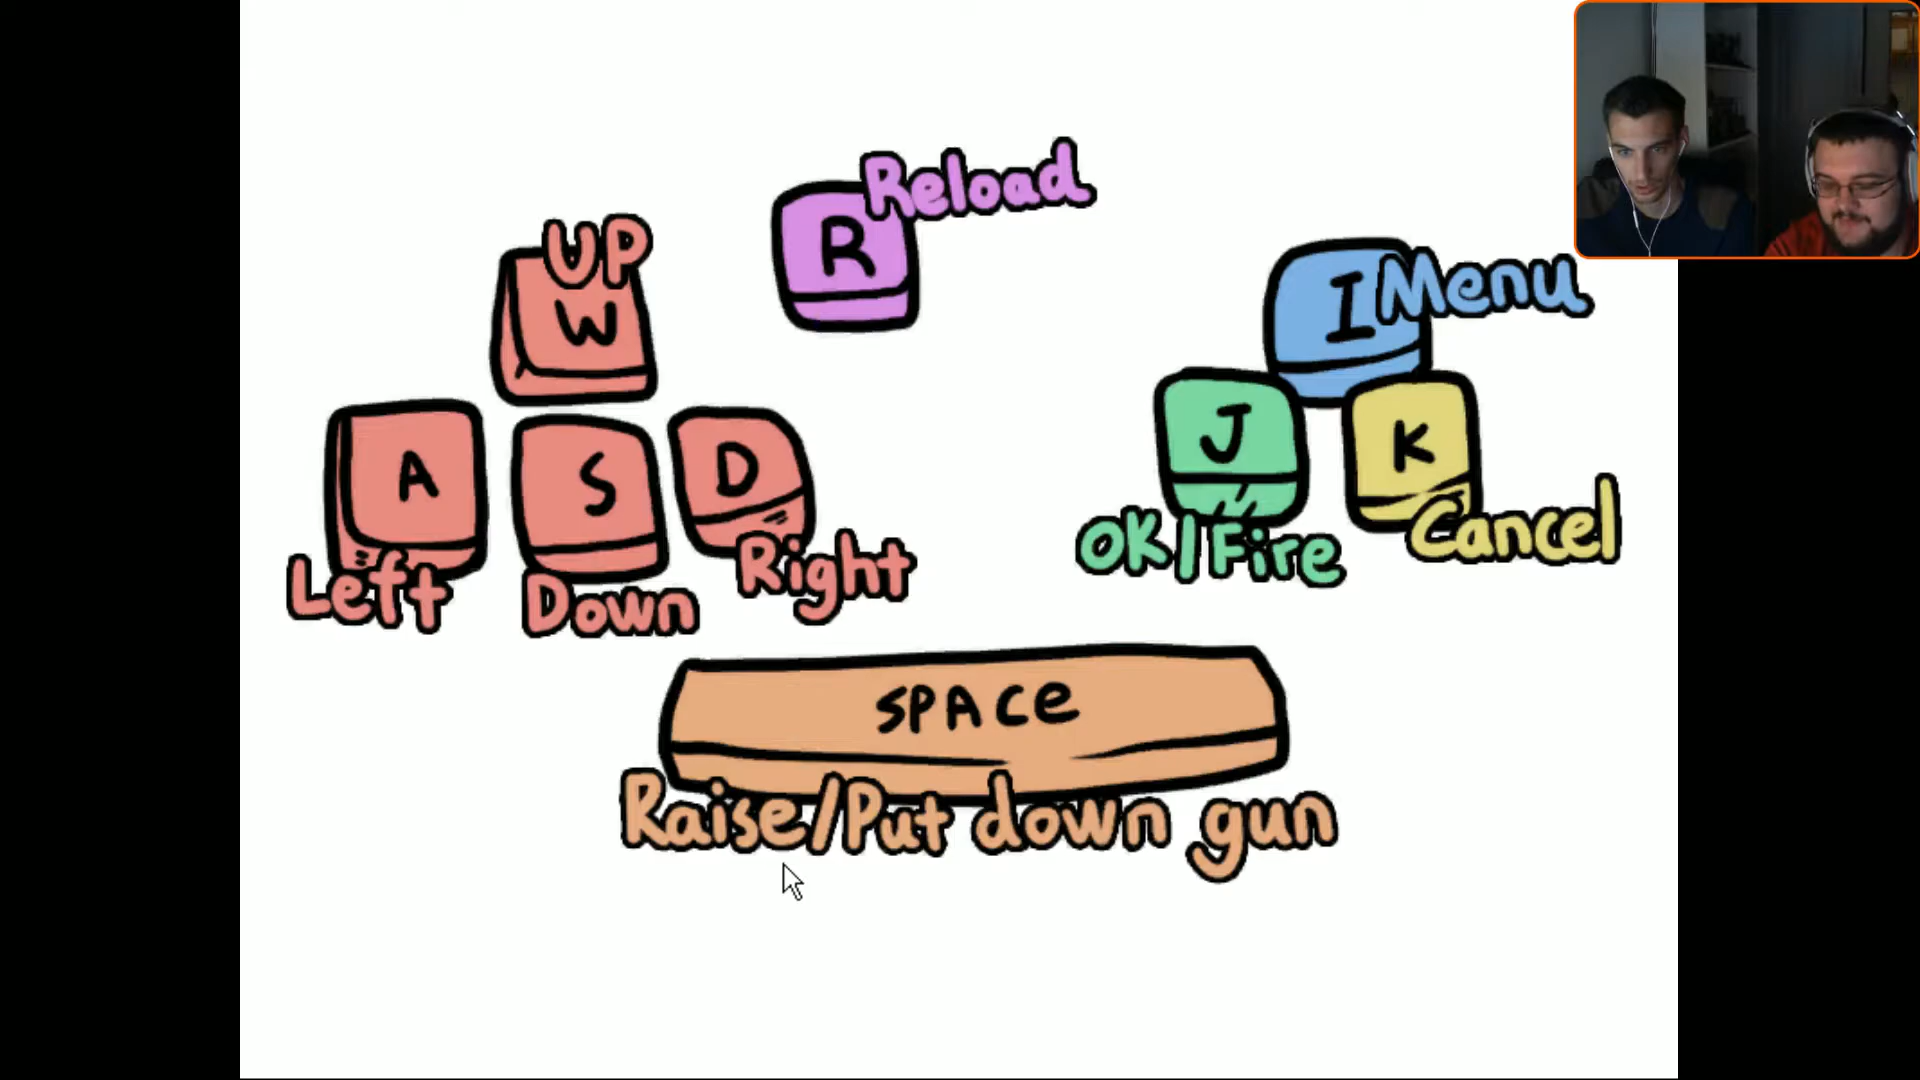 Reload
R
UP
W
I Menu
A
S
D
J
K
Left
Down
Right
OK/Fire
Cancel
SPACe
Raise/Put down gun